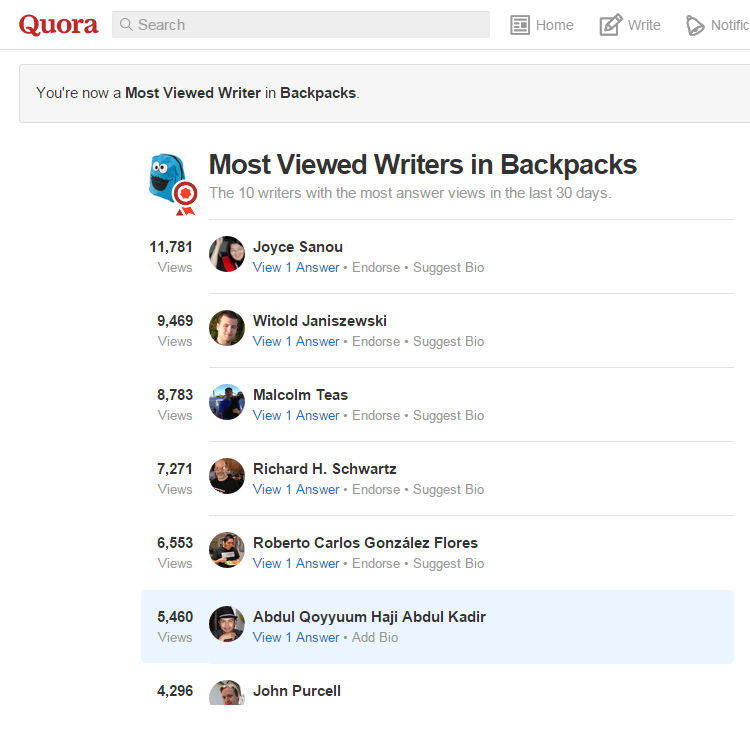 Quora
Search
Home
Write
Notific
You're now a Most Viewed Writer in Backpacks.
Most Viewed Writers in Backpacks
The 10 writers with the most answer views in the last 30 days.
11,781 Joyce Sanou
Views View 1 Answer • Endorse • Suggest Bio
9,469 Witold Janiszewski
Views View 1 Answer • Endorse • Suggest Bio
8,783 Malcolm Teas
Views View 1 Answer • Endorse • Suggest Bio
7,271 Richard H. Schwartz
Views View 1 Answer • Endorse • Suggest Bio
6,553 Roberto Carlos González Flores
Views View 1 Answer • Endorse • Suggest Bio
5,460 Abdul Qoyyuum Haji Abdul Kadir
Views View 1 Answer • Add Bio
4,296 John Purcell